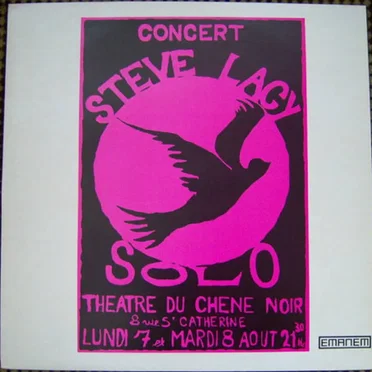 CONCERT
STEVE LACY
SOLO
THEATRE DU CHENE NOIR
8 rue St CATHERINE
LUNDI 7 et MARDI 8 AOUT 21H30
EMANEM